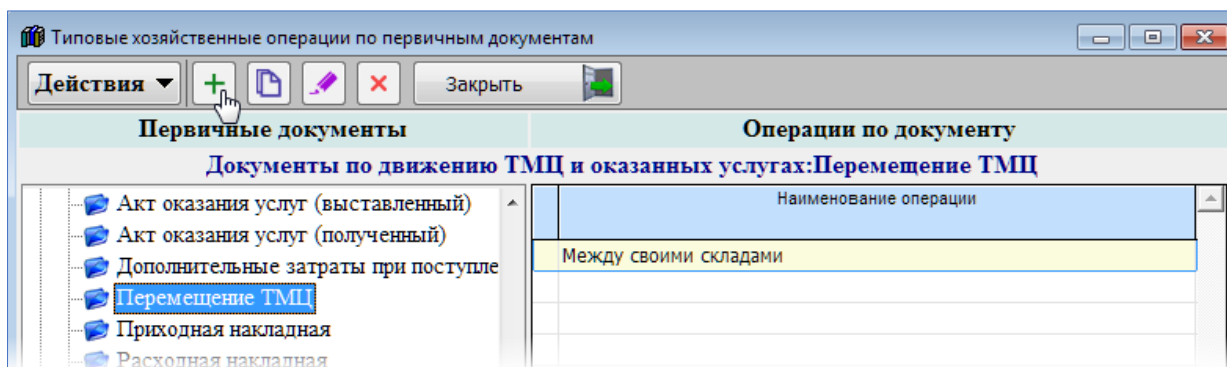 Типовые хозяйственные операции по первичным документам
Действия
Закрыть
Первичные документы
Операции по документу
Документы по движению ТМЦ и оказанных услугах:Перемещение ТМЦ
Акт оказания услуг (выставленный)
Акт оказания услуг (полученный)
Дополнительные затраты при поступле
Перемещение ТМЦ
Приходная накладная
Расходная накладная
Наименование операции
Между своими складами